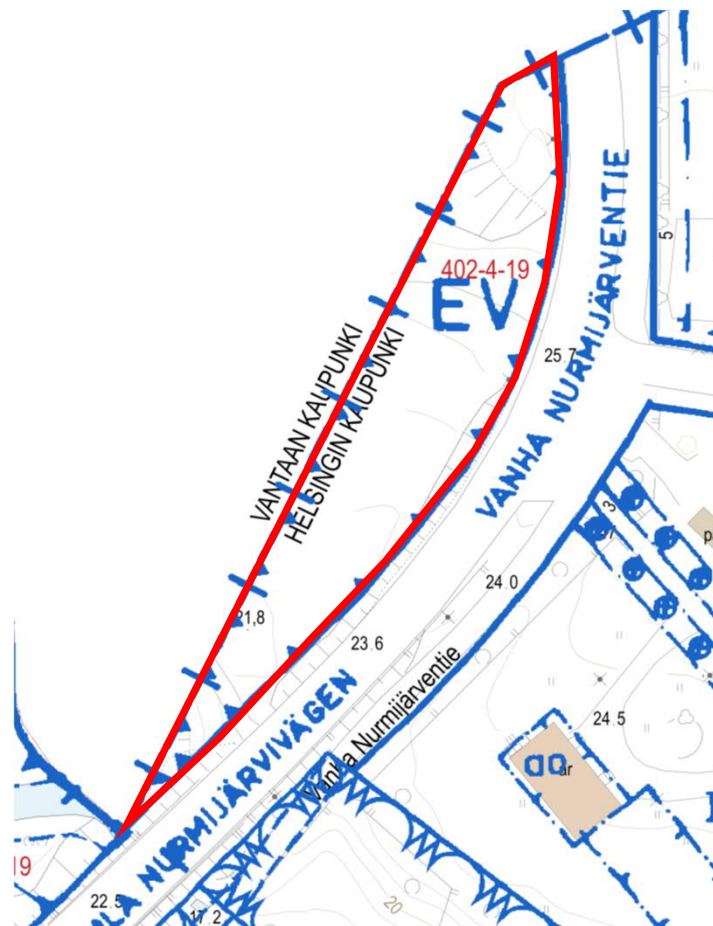 5
402-4-19
EV
VANHA NURMIJÄRVENTIE
25.7
VANTAAN KAUPUNKI
HELSINGIN KAUPUNKI
24.0
21,8
23.6
Vanha Nurmijärventie
24.5
ar
19
NURMIJÄRVIVÄGEN
22.5
17.2
20